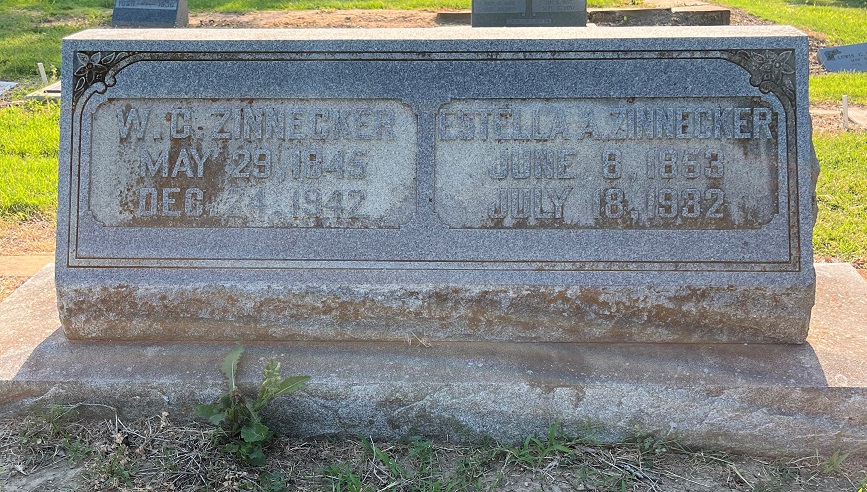 W. C. ZINNECKER
MAY 29, 1845
DEC. 24, 1942
ESTELLA A. ZINNECKER
JUNE 8, 1853
JULY 18, 1932